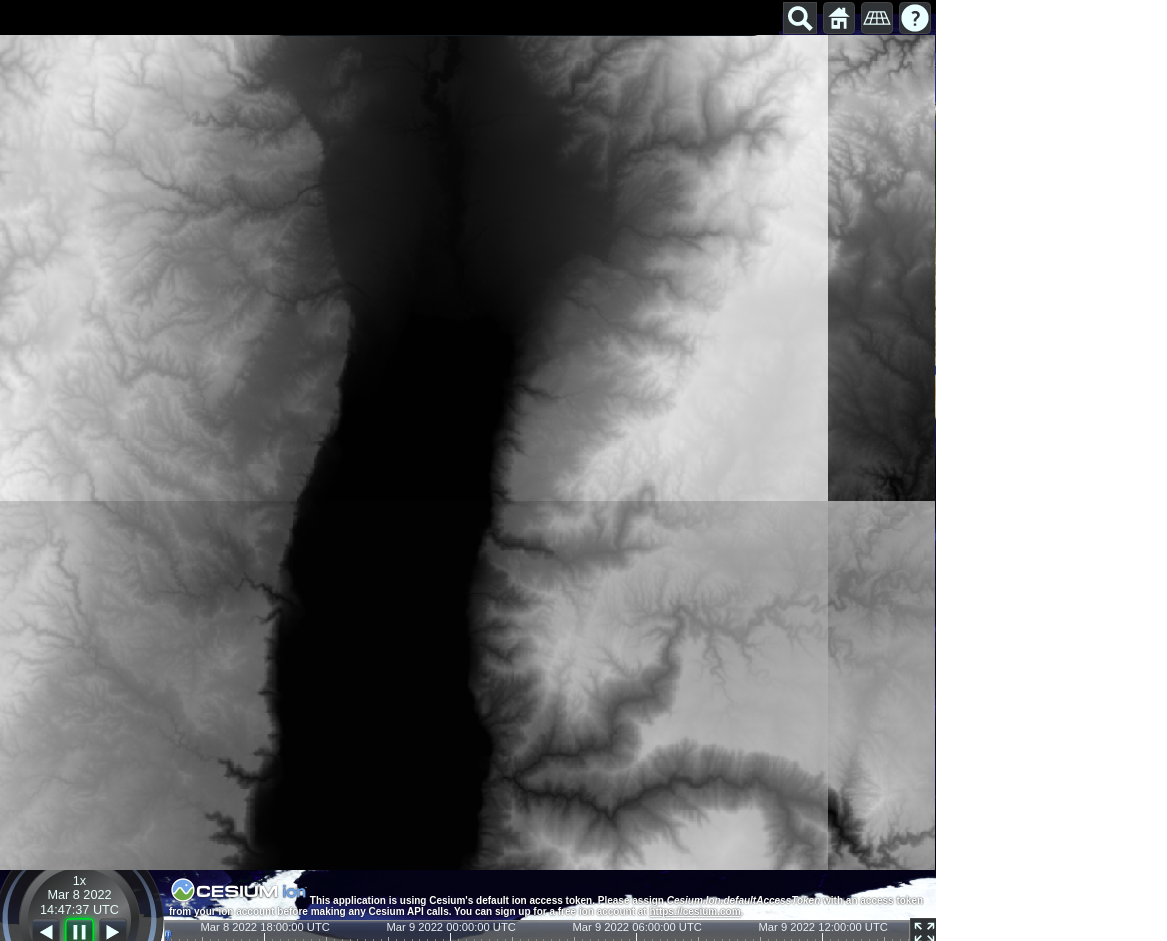 ?
1x
Mar 8 2022
14:47:37 UTC
CESIUM ion
This application is using Cesium's default ion access token. Please assign Cesium.Ion.defaultAccessToken with an access token
from your ion account before making any Cesium API calls. You can sign up for a free ion account at https://cesium.com.
Mar 8 2022 18:00:00 UTC Mar 9 2022 00:00:00 UTC Mar 9 2022 06:00:00 UTC Mar 9 2022 12:00:00 UTC